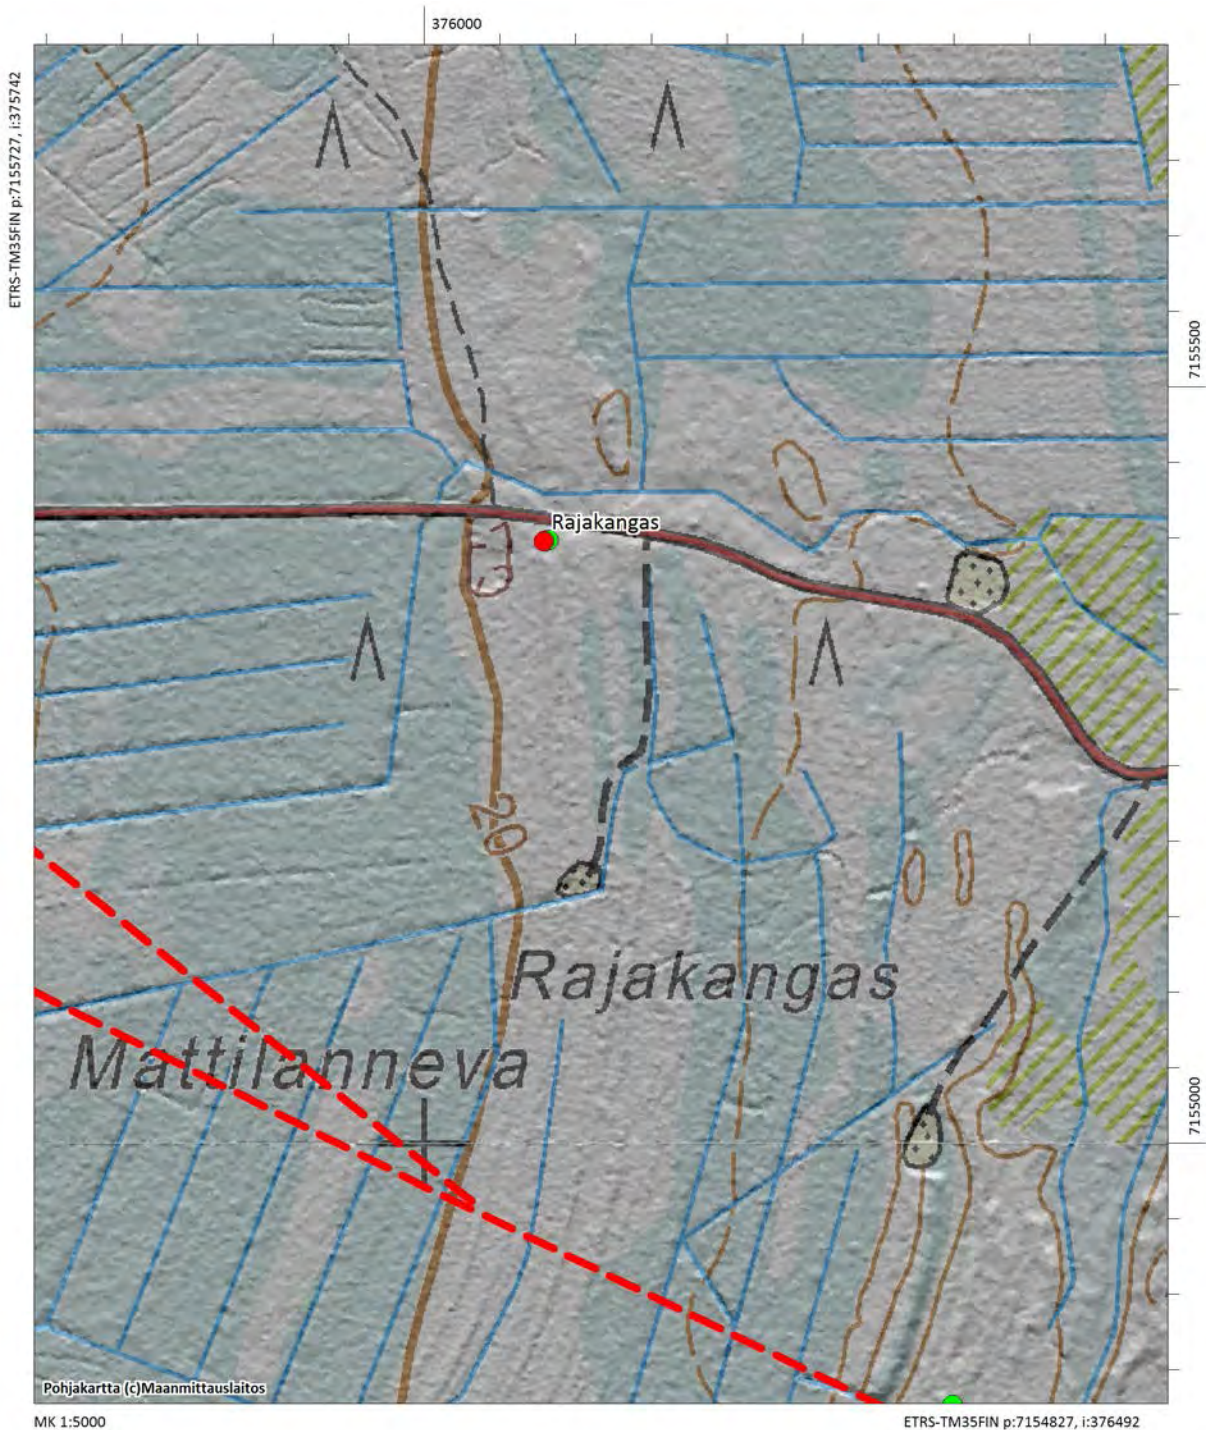 376000
ETRS-TM35FIN p:7155727, i:375742
7155500
Rajakangas
20
Rajakangas
Mattilanneva
7155000
Pohjakartta (c)Maanmittauslaitos
MK 1:5000
ETRS-TM35FIN p:7154827, i:376492